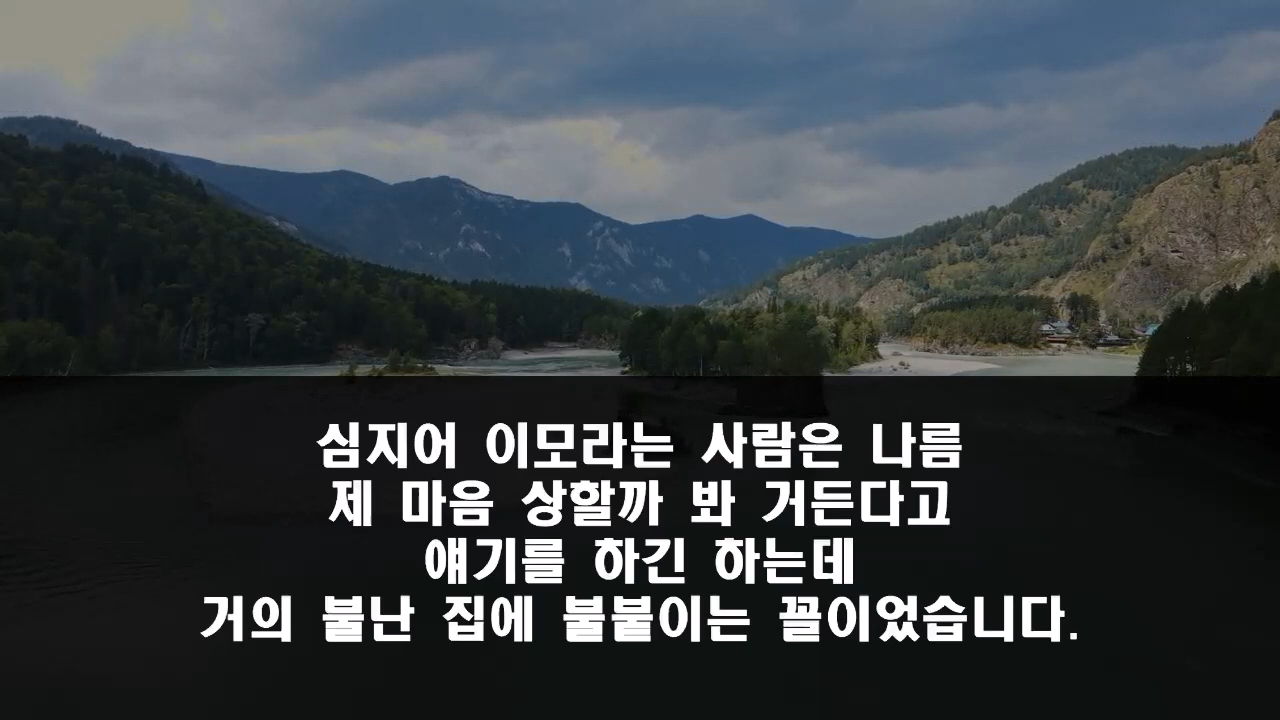 심지어 이모라는 사람은 나름
제 마음 상할까 봐 거든다고
얘기를 하긴 하는데
거의 불난 집에 불붙이는 꼴이었습니다.